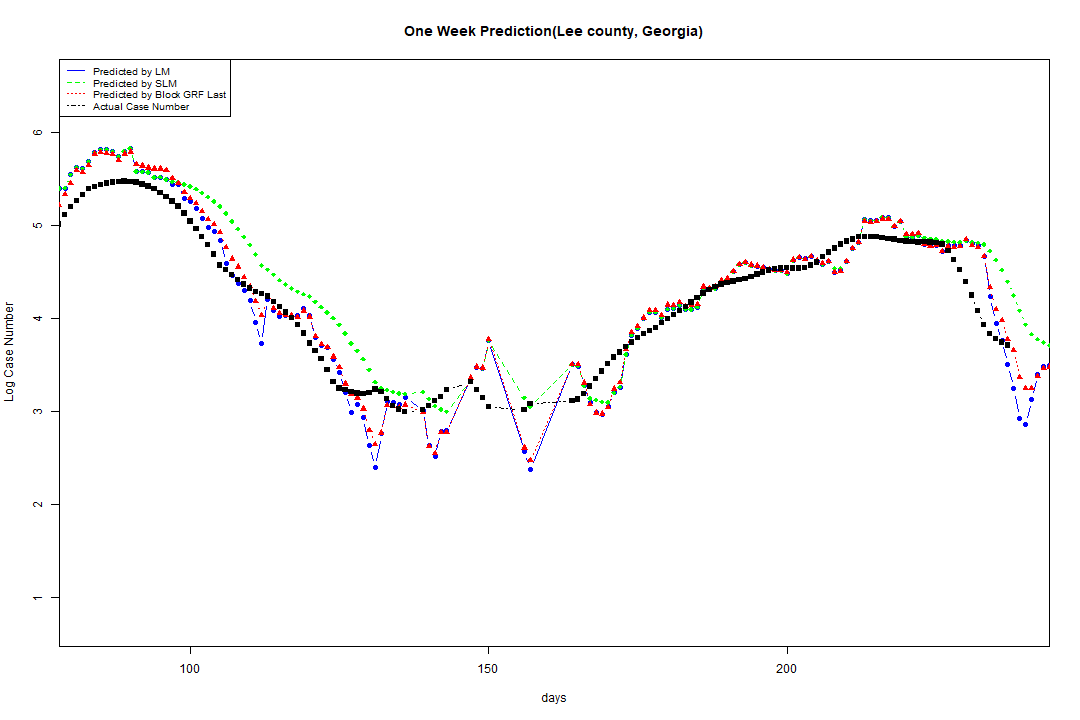 One Week Prediction(Lee county, Georgia)
Predicted by LM
Predicted by SLM
Predicted by Block GRF Last
Actual Case Number
6
5
4
3
2
1
Log Case Number
100 150 200
days